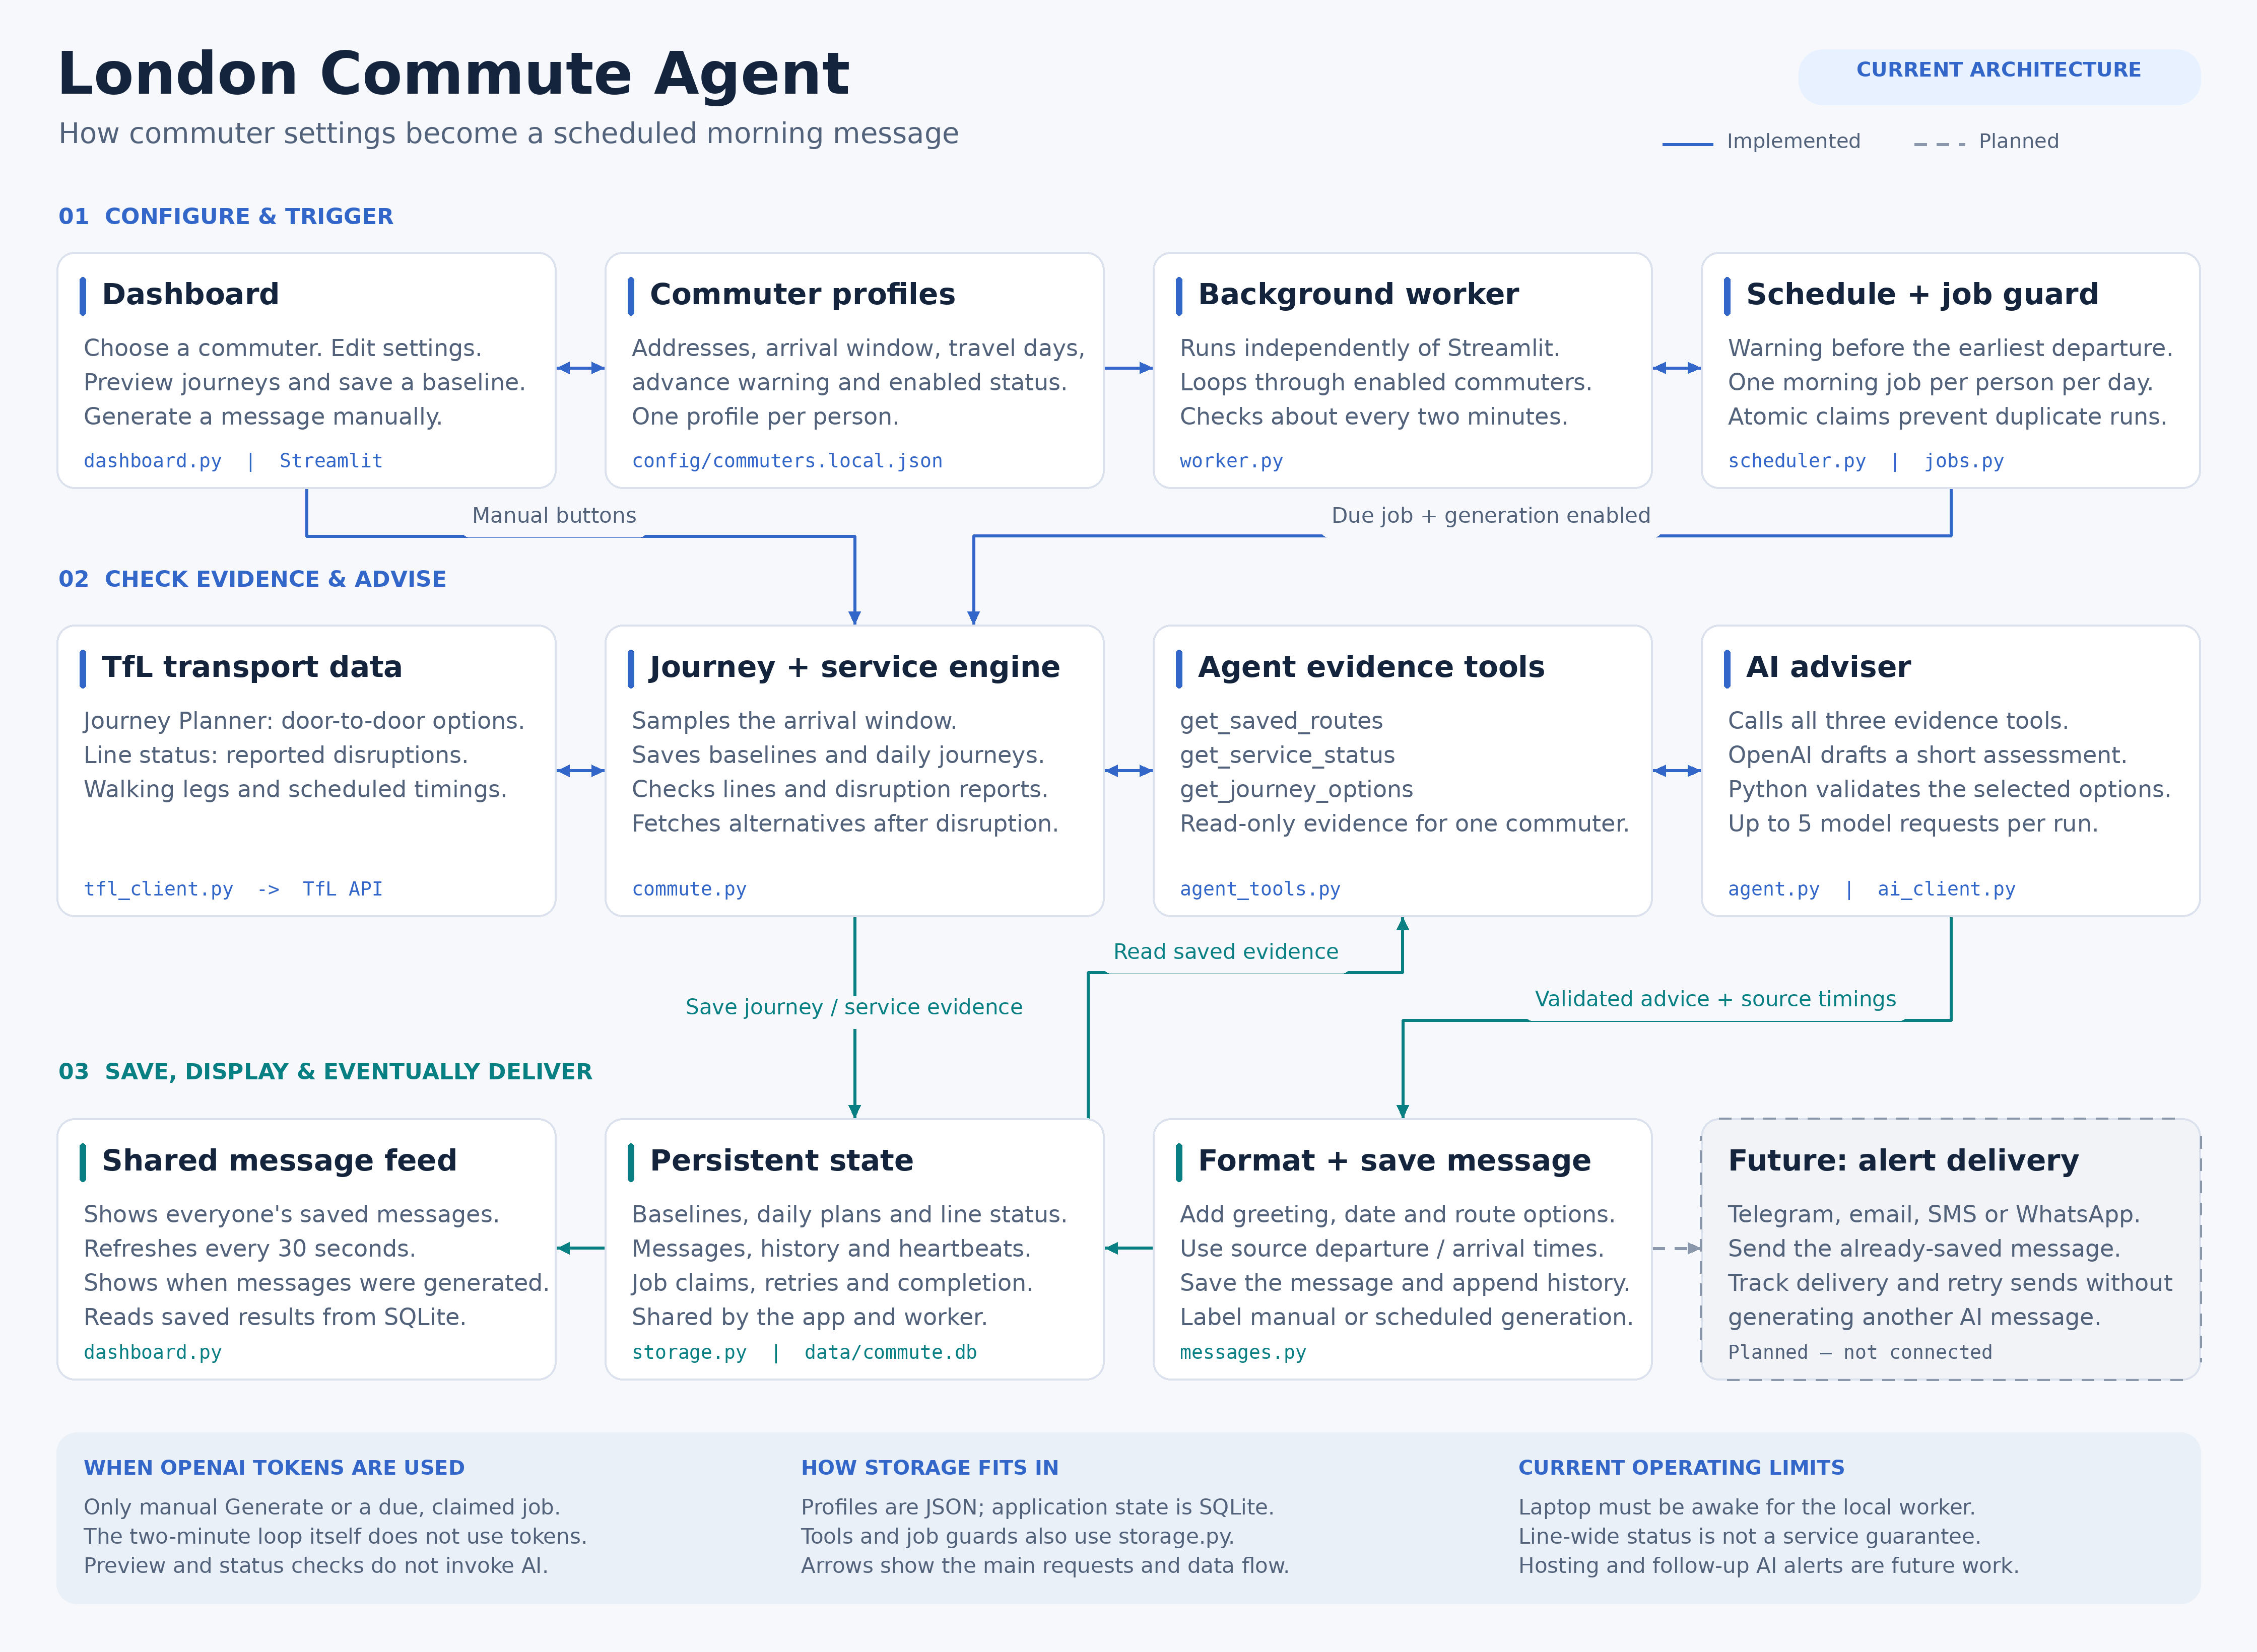 London Commute Agent
How commuter settings become a scheduled morning message
CURRENT ARCHITECTURE
Implemented
Planned
01 CONFIGURE & TRIGGER
Dashboard
Choose a commuter. Edit settings.
Preview journeys and save a baseline.
Generate a message manually.
dashboard.py | Streamlit
Commuter profiles
Addresses, arrival window, travel days,
advance warning and enabled status.
One profile per person.
config/commuters.local.json
Background worker
Runs independently of Streamlit.
Loops through enabled commuters.
Checks about every two minutes.
worker.py
Schedule + job guard
Warning before the earliest departure.
One morning job per person per day.
Atomic claims prevent duplicate runs.
scheduler.py | jobs.py
Manual buttons
Due job + generation enabled
02 CHECK EVIDENCE & ADVISE
TfL transport data
Journey Planner: door-to-door options.
Line status: reported disruptions.
Walking legs and scheduled timings.
tfl_client.py -> TfL API
Journey + service engine
Samples the arrival window.
Saves baselines and daily journeys.
Checks lines and disruption reports.
Fetches alternatives after disruption.
commute.py
Agent evidence tools
get_saved_routes
get_service_status
get_journey_options
Read-only evidence for one commuter.
agent_tools.py
AI adviser
Calls all three evidence tools.
OpenAI drafts a short assessment.
Python validates the selected options.
Up to 5 model requests per run.
agent.py | ai_client.py
Read saved evidence
Save journey / service evidence
Validated advice + source timings
03 SAVE, DISPLAY & EVENTUALLY DELIVER
Shared message feed
Shows everyone's saved messages.
Refreshes every 30 seconds.
Shows when messages were generated.
Reads saved results from SQLite.
dashboard.py
Persistent state
Baselines, daily plans and line status.
Messages, history and heartbeats.
Job claims, retries and completion.
Shared by the app and worker.
storage.py | data/commute.db
Format + save message
Add greeting, date and route options.
Use source departure / arrival times.
Save the message and append history.
Label manual or scheduled generation.
messages.py
Future: alert delivery
Telegram, email, SMS or WhatsApp.
Send the already-saved message.
Track delivery and retry sends without
generating another AI message.
Planned — not connected
WHEN OPENAI TOKENS ARE USED
Only manual Generate or a due, claimed job.
The two-minute loop itself does not use tokens.
Preview and status checks do not invoke AI.
HOW STORAGE FITS IN
Profiles are JSON; application state is SQLite.
Tools and job guards also use storage.py.
Arrows show the main requests and data flow.
CURRENT OPERATING LIMITS
Laptop must be awake for the local worker.
Line-wide status is not a service guarantee.
Hosting and follow-up AI alerts are future work.